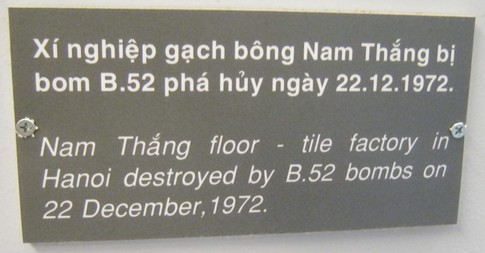 Xí nghiệp gạch bông Nam Thắng bị
bom B.52 phá hủy ngày 22.12.1972.
Nam Thắng floor - tile factory in
Hanoi destroyed by B.52 bombs on
22 December,1972.